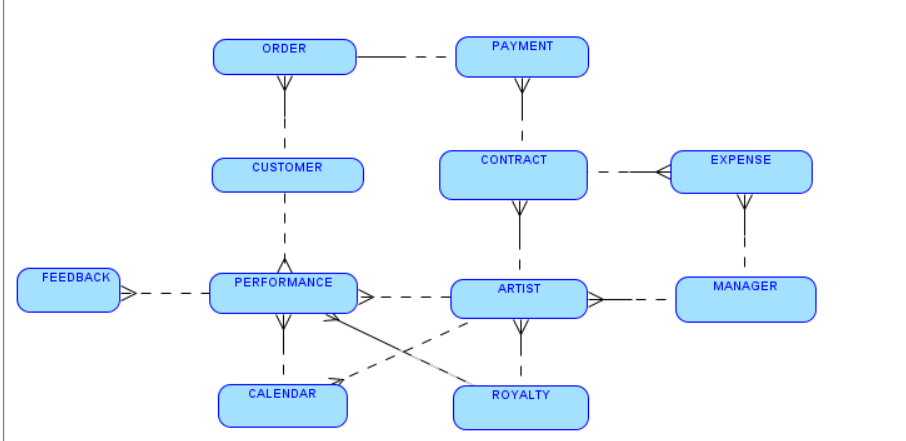 ORDER
PAYMENT
CUSTOMER
CONTRACT
EXPENSE
FEEDBACK
PERFORMANCE
ARTIST
MANAGER
CALENDAR
ROYALTY